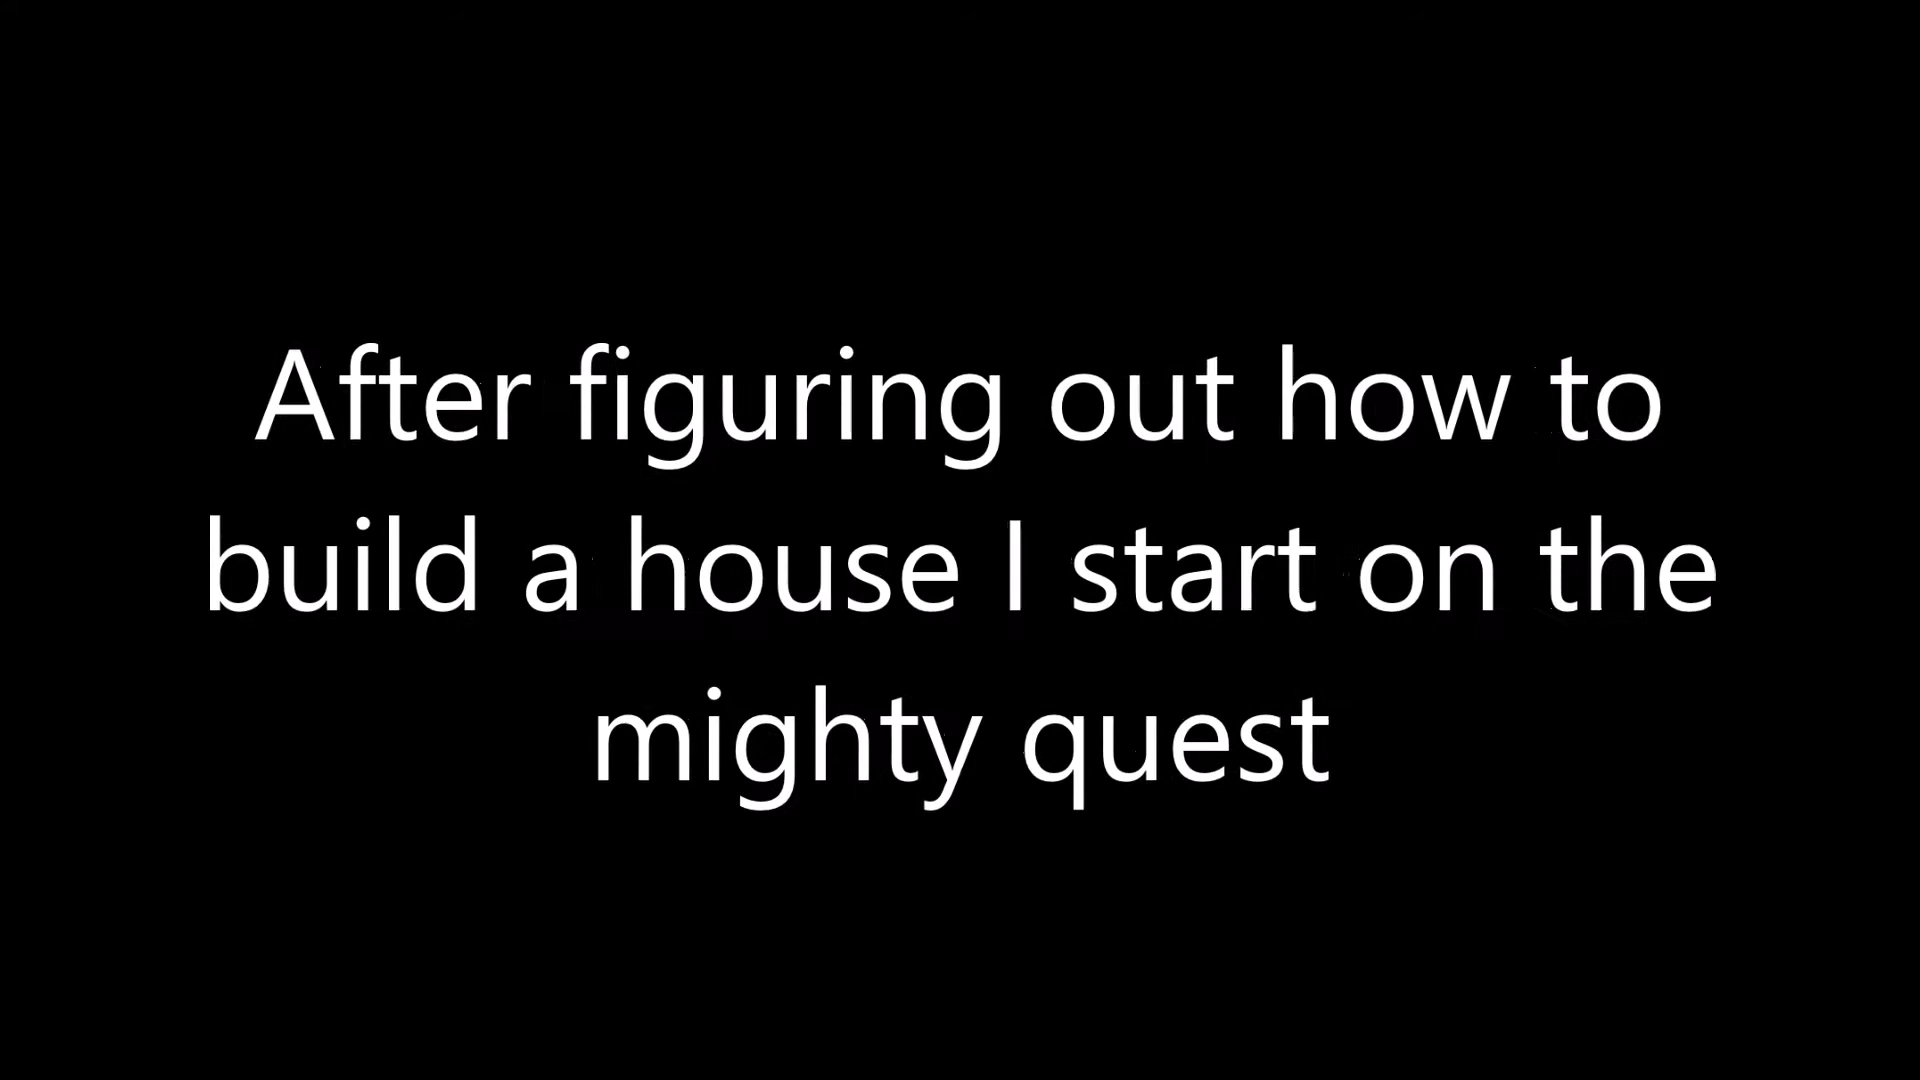 After figuring out how to
build a house I start on the
mighty quest